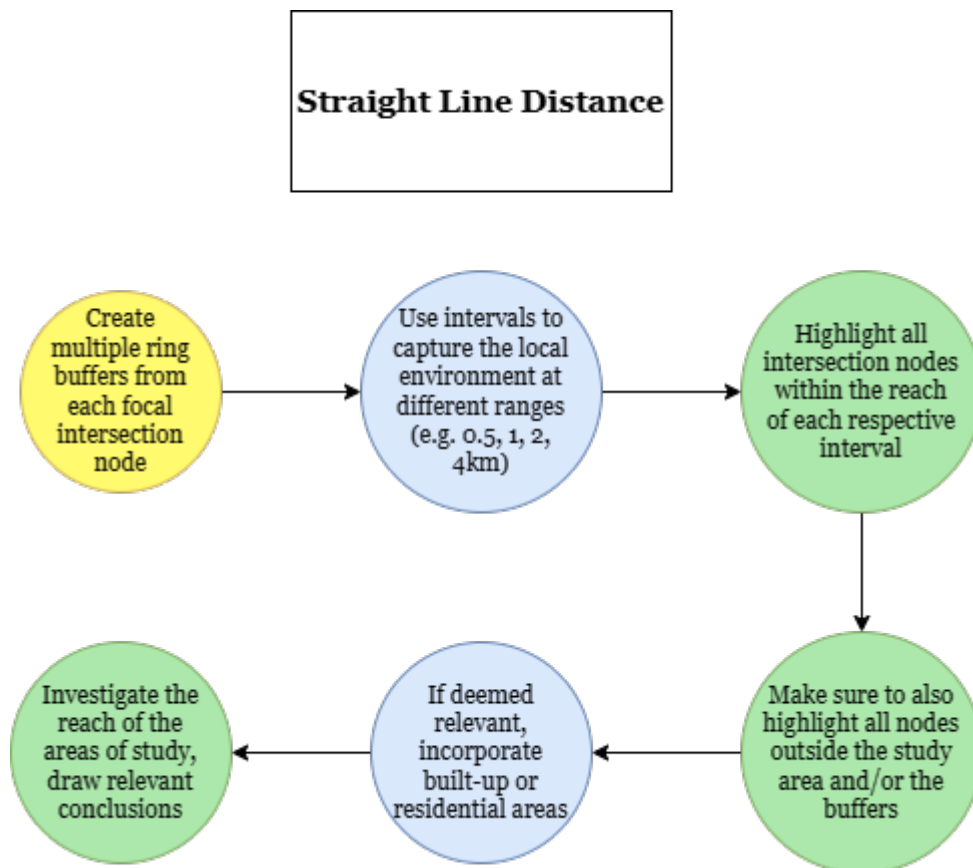 Straight Line Distance
Create
multiple ring
buffers from
each focal
intersection
node
Use intervals to
capture the local
environment at
different ranges
(e.g. 0.5, 1, 2,
4km)
Highlight all
intersection nodes
within the reach
of each respective
interval
Make sure to also
highlight all nodes
outside the study
area and/or the
buffers
If deemed
relevant,
incorporate
built-up or
residential areas
Investigate the
reach of the
areas of study,
draw relevant
conclusions